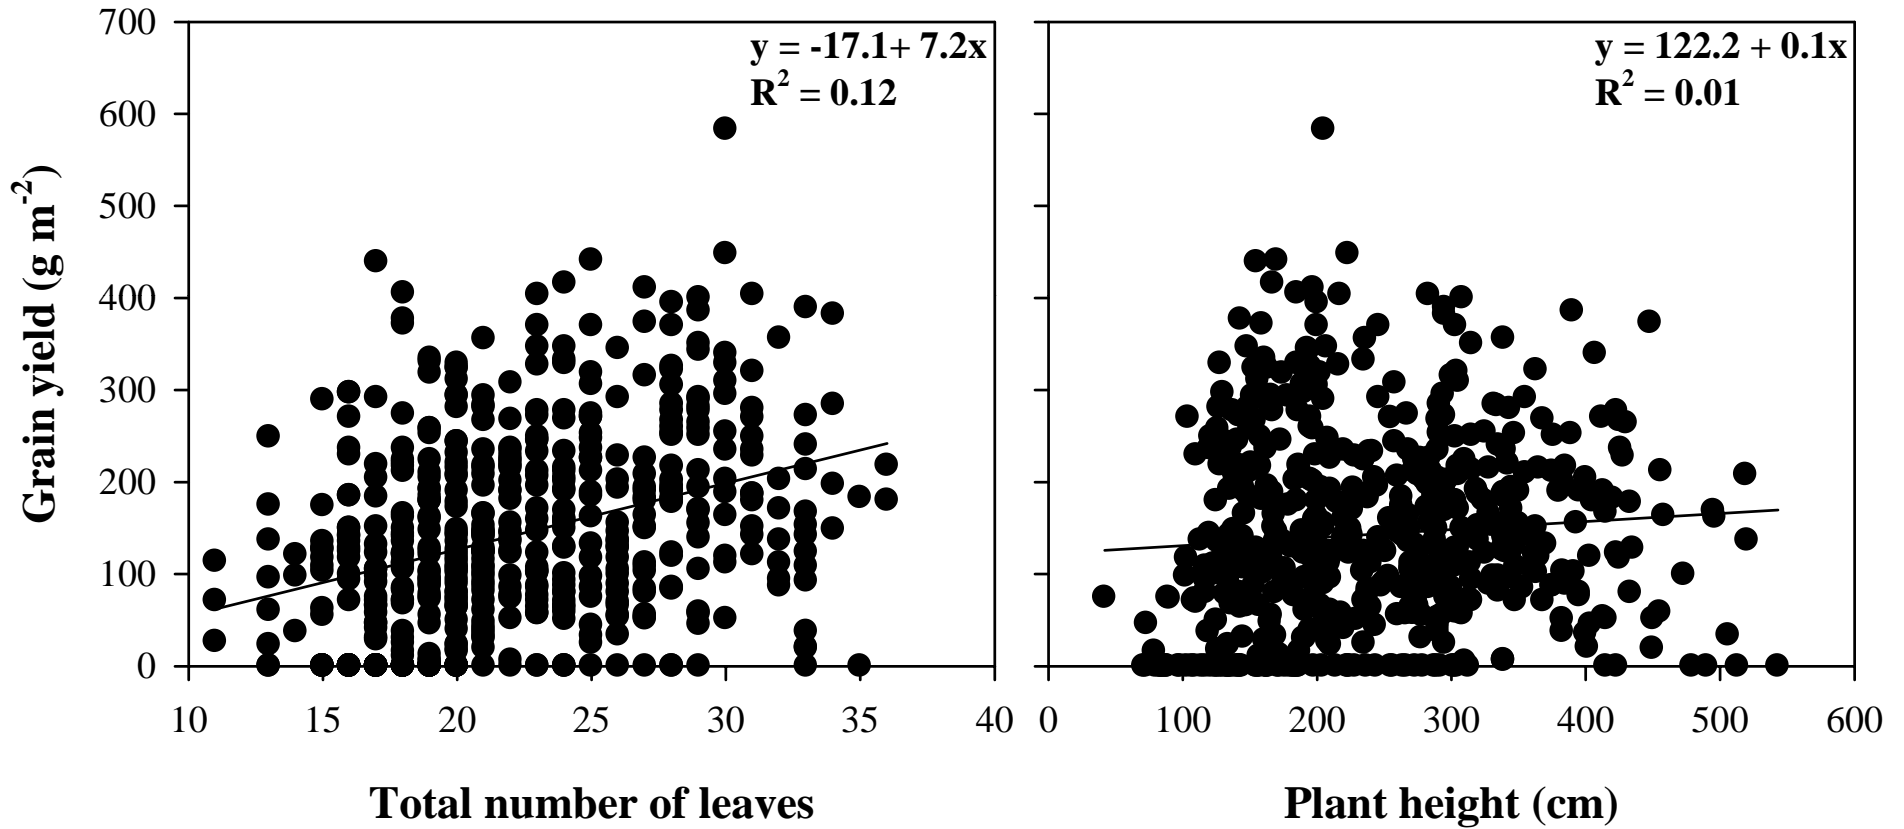 700
600
500
400
300
200
100
0
Grain yield (g m⁻²)
y = -17.1+ 7.2x
R² = 0.12
10 15 20 25 30 35 40
Total number of leaves
y = 122.2 + 0.1x
R² = 0.01
0 100 200 300 400 500 600
Plant height (cm)